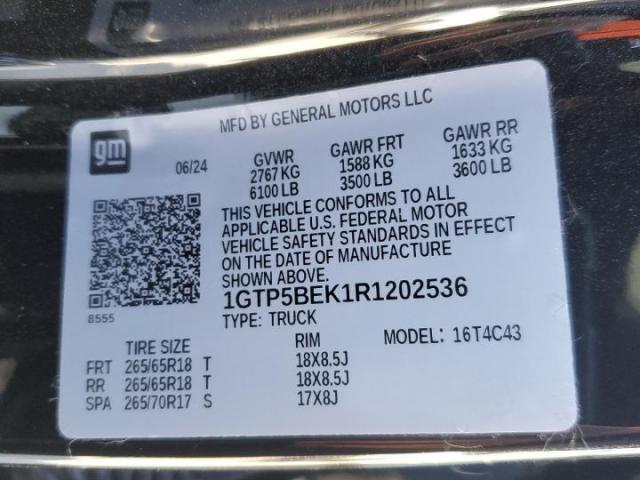 MFD BY GENERAL MOTORS LLC
gm
06/24
GVWR
2767 KG
6100 LB
GAWR FRT
1588 KG
3500 LB
GAWR RR
1633 KG
3600 LB
THIS VEHICLE CONFORMS TO ALL
APPLICABLE U.S. FEDERAL MOTOR
VEHICLE SAFETY STANDARDS IN EFFECT
ON THE DATE OF MANUFACTURE
SHOWN ABOVE.
1GTP5BEK1R1202536
8555
TYPE: TRUCK
MODEL: 16T4C43
TIRE SIZE RIM
FRT 265/65R18 T 18X8.5J
RR 265/65R18 T 18X8.5J
SPA 265/70R17 S 17X8J